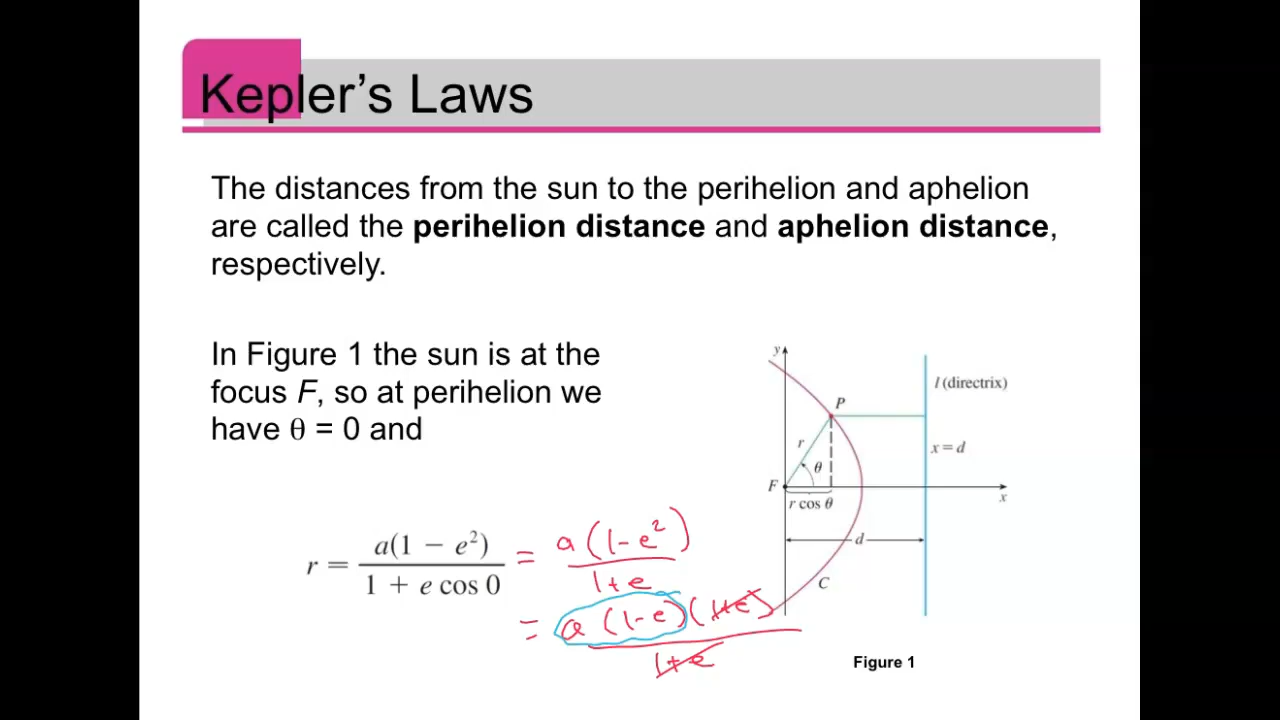 Kepler's Laws
The distances from the sun to the perihelion and aphelion
are called the perihelion distance and aphelion distance,
respectively.
In Figure 1 the sun is at the
focus F, so at perihelion we
have θ = 0 and
r = a(1 − e²) / 1 + e cos 0 = a(1-e²) / 1+e
= a(1-e)(1+e) / 1+e
y
l (directrix)
P
r
x = d
θ
F
r cos θ
x
d
C
Figure 1